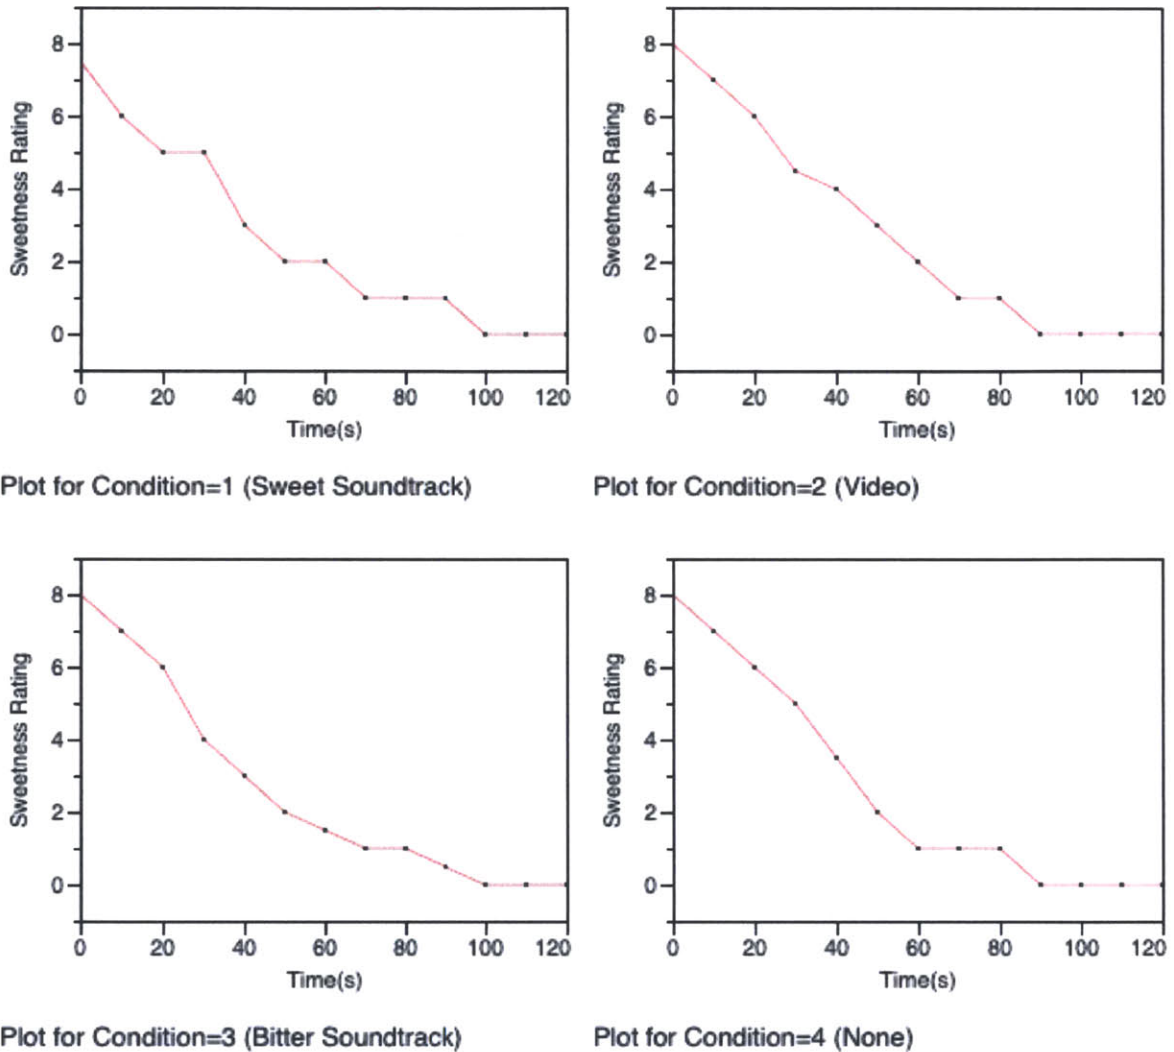 8
6
4
2
0
Sweetness Rating
0 20 40 60 80 100 120
Time(s)
Plot for Condition=1 (Sweet Soundtrack)
8
6
4
2
0
Sweetness Rating
0 20 40 60 80 100 120
Time(s)
Plot for Condition=2 (Video)
8
6
4
2
0
Sweetness Rating
0 20 40 60 80 100 120
Time(s)
Plot for Condition=3 (Bitter Soundtrack)
8
6
4
2
0
Sweetness Rating
0 20 40 60 80 100 120
Time(s)
Plot for Condition=4 (None)